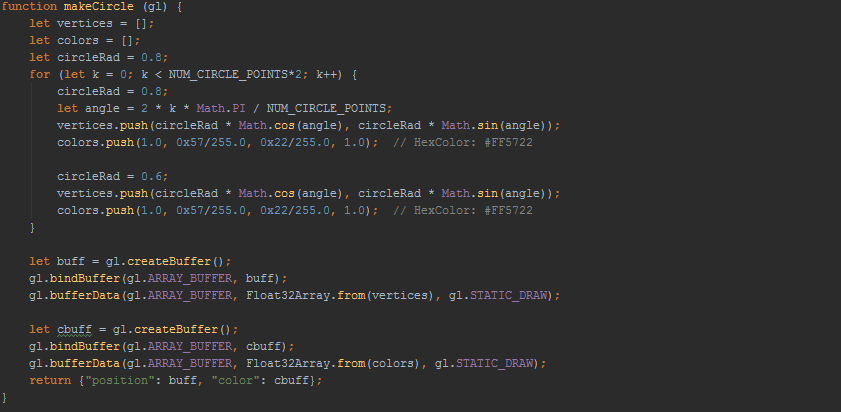 function makeCircle (gl) {
    let vertices = [];
    let colors = [];
    let circleRad = 0.8;
    for (let k = 0; k < NUM_CIRCLE_POINTS*2; k++) {
        circleRad = 0.8;
        let angle = 2 * k * Math.PI / NUM_CIRCLE_POINTS;
        vertices.push(circleRad * Math.cos(angle), circleRad * Math.sin(angle));
        colors.push(1.0, 0x57/255.0, 0x22/255.0, 1.0);  // HexColor: #FF5722

        circleRad = 0.6;
        vertices.push(circleRad * Math.cos(angle), circleRad * Math.sin(angle));
        colors.push(1.0, 0x57/255.0, 0x22/255.0, 1.0);  // HexColor: #FF5722
    }

    let buff = gl.createBuffer();
    gl.bindBuffer(gl.ARRAY_BUFFER, buff);
    gl.bufferData(gl.ARRAY_BUFFER, Float32Array.from(vertices), gl.STATIC_DRAW);

    let cbuff = gl.createBuffer();
    gl.bindBuffer(gl.ARRAY_BUFFER, cbuff);
    gl.bufferData(gl.ARRAY_BUFFER, Float32Array.from(colors), gl.STATIC_DRAW);
    return {"position": buff, "color": cbuff};
}